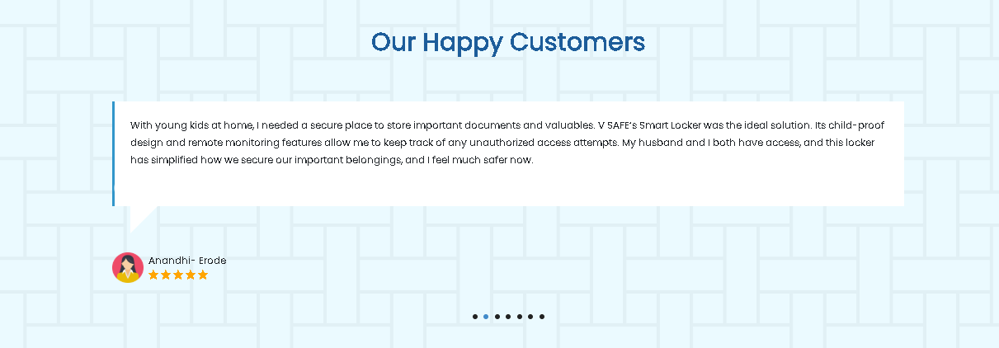 Our Happy Customers
With young kids at home, I needed a secure place to store important documents and valuables. V SAFE's Smart Locker was the ideal solution. Its child-proof
design and remote monitoring features allow me to keep track of any unauthorized access attempts. My husband and I both have access, and this locker
has simplified how we secure our important belongings, and I feel much safer now.
Anandhi- Erode